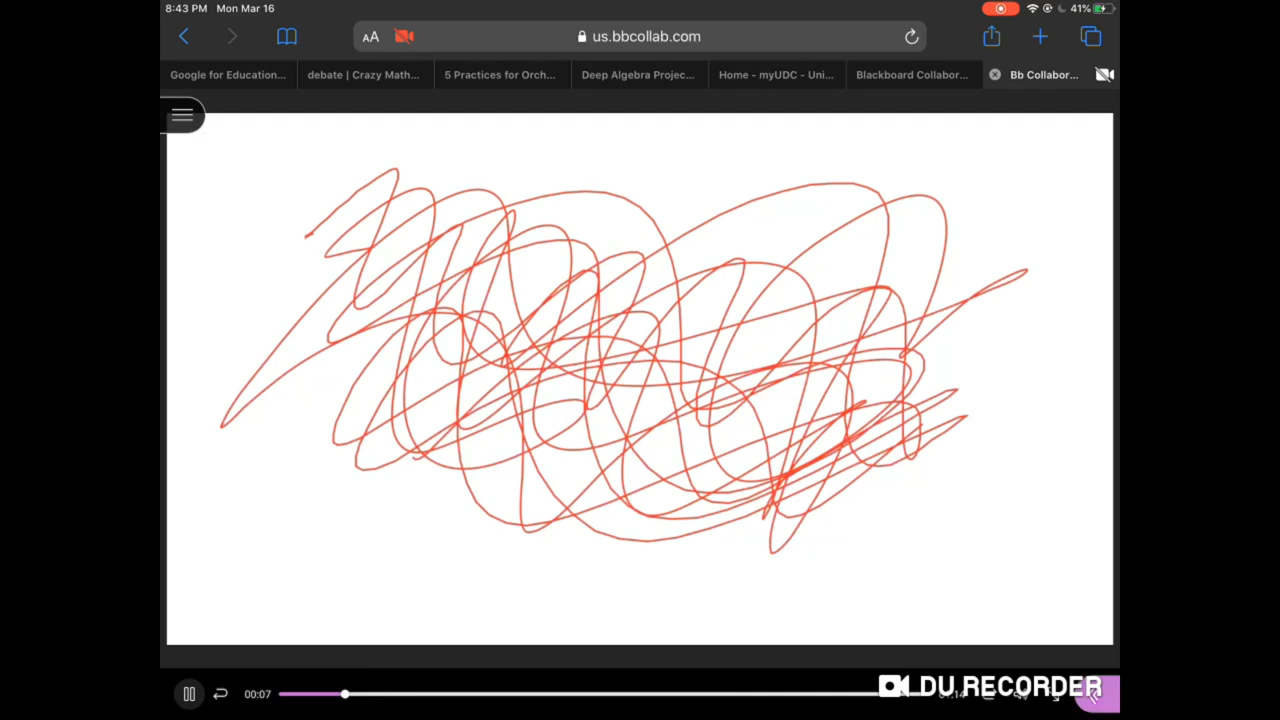 8:43 PM Mon Mar 16 41%
AA us.bbcollab.com
Google for Education... debate | Crazy Math... 5 Practices for Orch... Deep Algebra Projec... Home - myUDC - Uni... Blackboard Collabor... Bb Collabor...
00:07 DU RECORDER